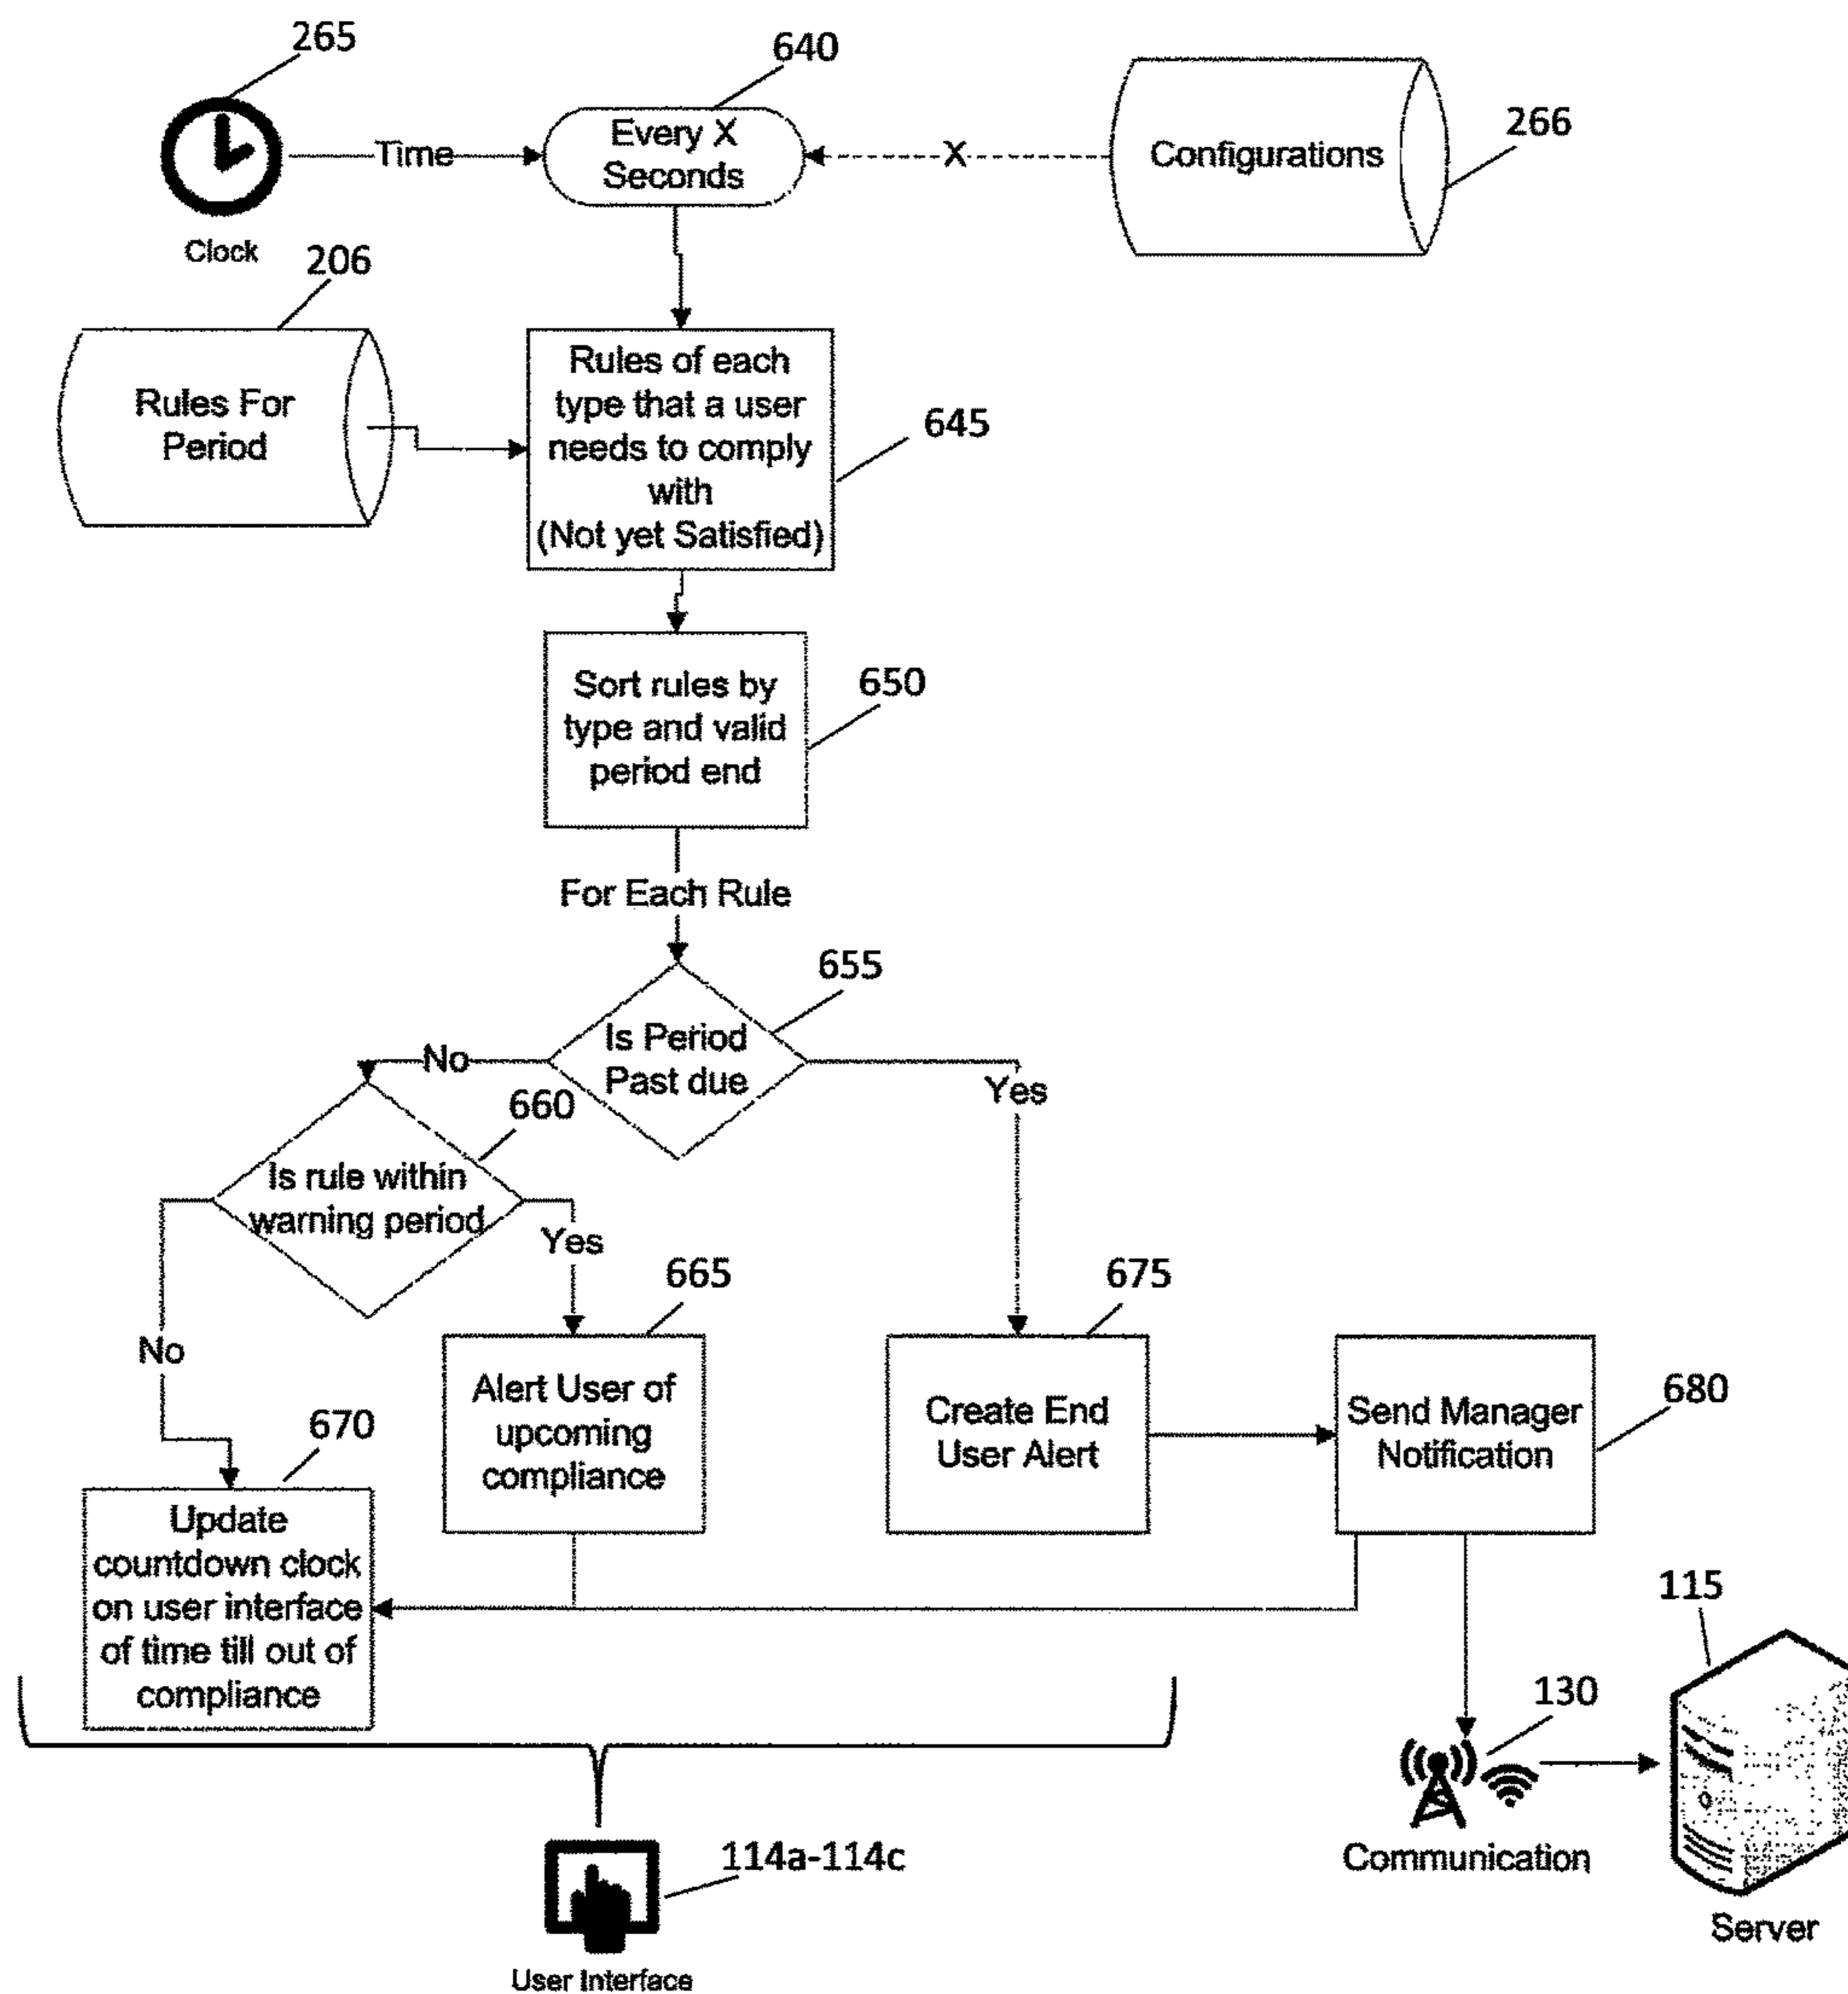 265
640
Every X
Seconds
Time
X
Configurations
266
Clock
206
Rules For
Period
Rules of each
type that a user
needs to comply
with
(Not yet Satisfied)
645
Sort rules by
type and valid
period end
650
For Each Rule
655
Is Period
Past due
No
Yes
660
Is rule within
warning period
Yes
No
665
Alert User of
upcoming
compliance
675
Create End
User Alert
Send Manager
Notification
680
670
Update
countdown clock
on user interface
of time till out of
compliance
115
130
Communication
Server
114a-114c
User Interface